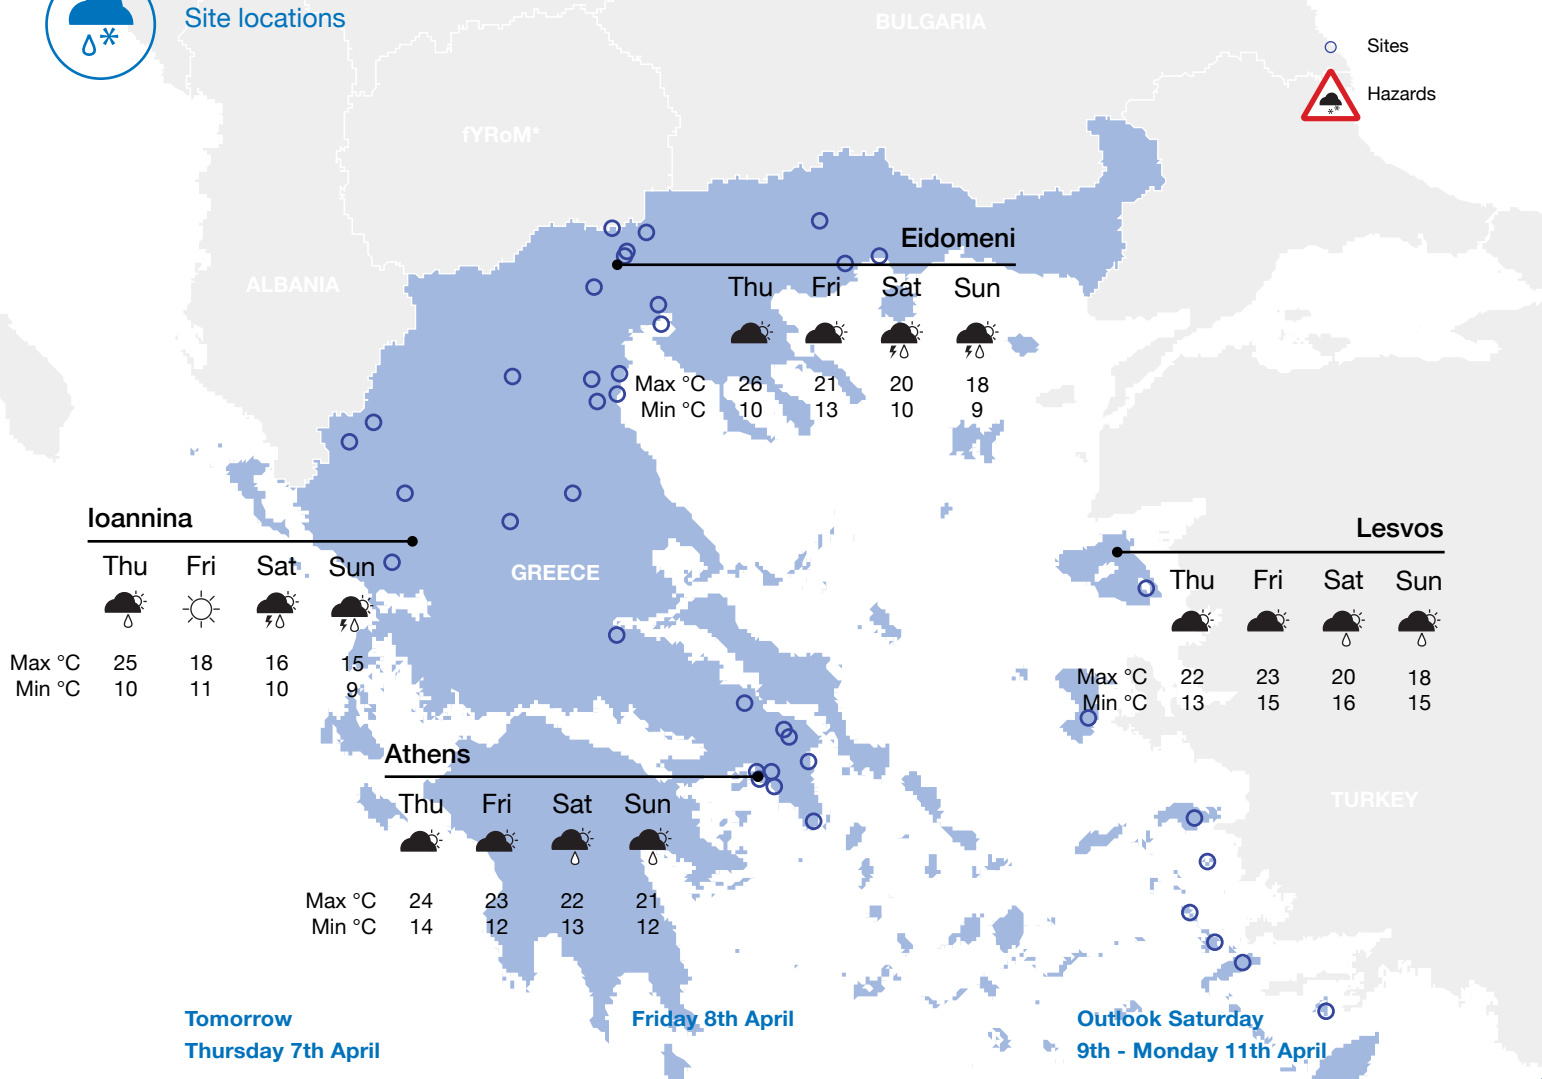 Site locations
BULGARIA
Sites
Hazards
fYRoM*
ALBANIA
Eidomeni
Thu Fri Sat Sun
Max °C 26 21 20 18
Min °C 10 13 10 9
Ioannina
Thu Fri Sat Sun
Max °C 25 18 16 15
Min °C 10 11 10 9
GREECE
Lesvos
Thu Fri Sat Sun
Max °C 22 23 20 18
Min °C 13 15 16 15
Athens
Thu Fri Sat Sun
Max °C 24 23 22 21
Min °C 14 12 13 12
TURKEY
Tomorrow
Thursday 7th April
Friday 8th April
Outlook Saturday
9th - Monday 11th April